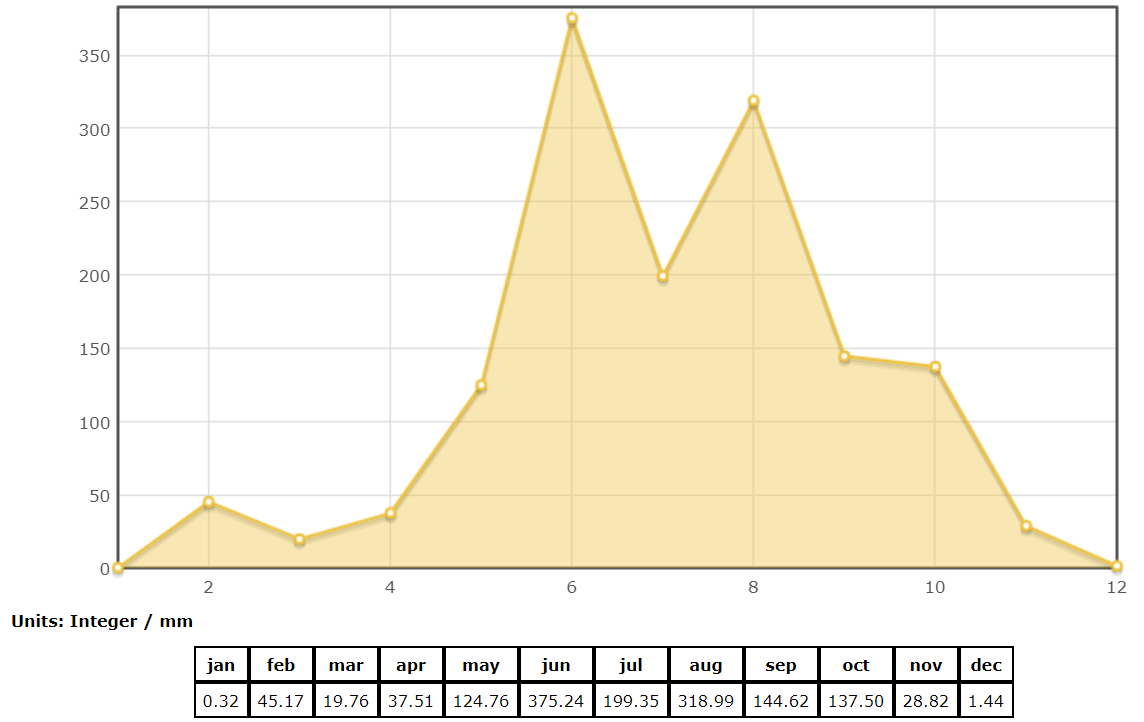 350
300
250
200
150
100
50
0
2 4 6 8 10 12
Units: Integer / mm
jan feb mar apr may jun jul aug sep oct nov dec
0.32 45.17 19.76 37.51 124.76 375.24 199.35 318.99 144.62 137.50 28.82 1.44